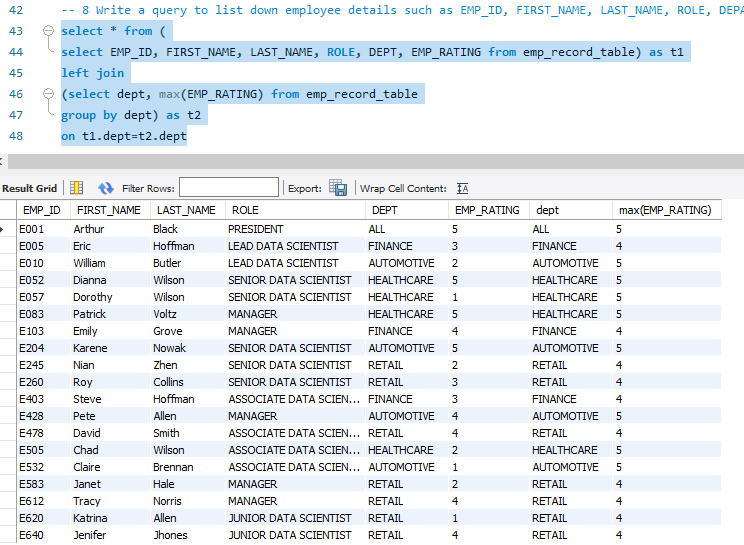 42 -- 8 Write a query to list down employee details such as EMP_ID, FIRST_NAME, LAST_NAME, ROLE, DEPA
43 select * from (
44 select EMP_ID, FIRST_NAME, LAST_NAME, ROLE, DEPT, EMP_RATING from emp_record_table) as t1
45 left join
46 (select dept, max(EMP_RATING) from emp_record_table
47 group by dept) as t2
48 on t1.dept=t2.dept
Result Grid Filter Rows: Export: Wrap Cell Content: IA
EMP_ID FIRST_NAME LAST_NAME ROLE DEPT EMP_RATING dept max(EMP_RATING)
E001 Arthur Black PRESIDENT ALL 5 ALL 5
E005 Eric Hoffman LEAD DATA SCIENTIST FINANCE 3 FINANCE 4
E010 William Butler LEAD DATA SCIENTIST AUTOMOTIVE 2 AUTOMOTIVE 5
E052 Dianna Wilson SENIOR DATA SCIENTIST HEALTHCARE 5 HEALTHCARE 5
E057 Dorothy Wilson SENIOR DATA SCIENTIST HEALTHCARE 1 HEALTHCARE 5
E083 Patrick Voltz MANAGER HEALTHCARE 5 HEALTHCARE 5
E103 Emily Grove MANAGER FINANCE 4 FINANCE 4
E204 Karene Nowak SENIOR DATA SCIENTIST AUTOMOTIVE 5 AUTOMOTIVE 5
E245 Nian Zhen SENIOR DATA SCIENTIST RETAIL 2 RETAIL 4
E260 Roy Collins SENIOR DATA SCIENTIST RETAIL 3 RETAIL 4
E403 Steve Hoffman ASSOCIATE DATA SCIEN... FINANCE 3 FINANCE 4
E428 Pete Allen MANAGER AUTOMOTIVE 4 AUTOMOTIVE 5
E478 David Smith ASSOCIATE DATA SCIEN... RETAIL 4 RETAIL 4
E505 Chad Wilson ASSOCIATE DATA SCIEN... HEALTHCARE 2 HEALTHCARE 5
E532 Claire Brennan ASSOCIATE DATA SCIEN... AUTOMOTIVE 1 AUTOMOTIVE 5
E583 Janet Hale MANAGER RETAIL 2 RETAIL 4
E612 Tracy Norris MANAGER RETAIL 4 RETAIL 4
E620 Katrina Allen JUNIOR DATA SCIENTIST RETAIL 1 RETAIL 4
E640 Jenifer Jhones JUNIOR DATA SCIENTIST RETAIL 4 RETAIL 4